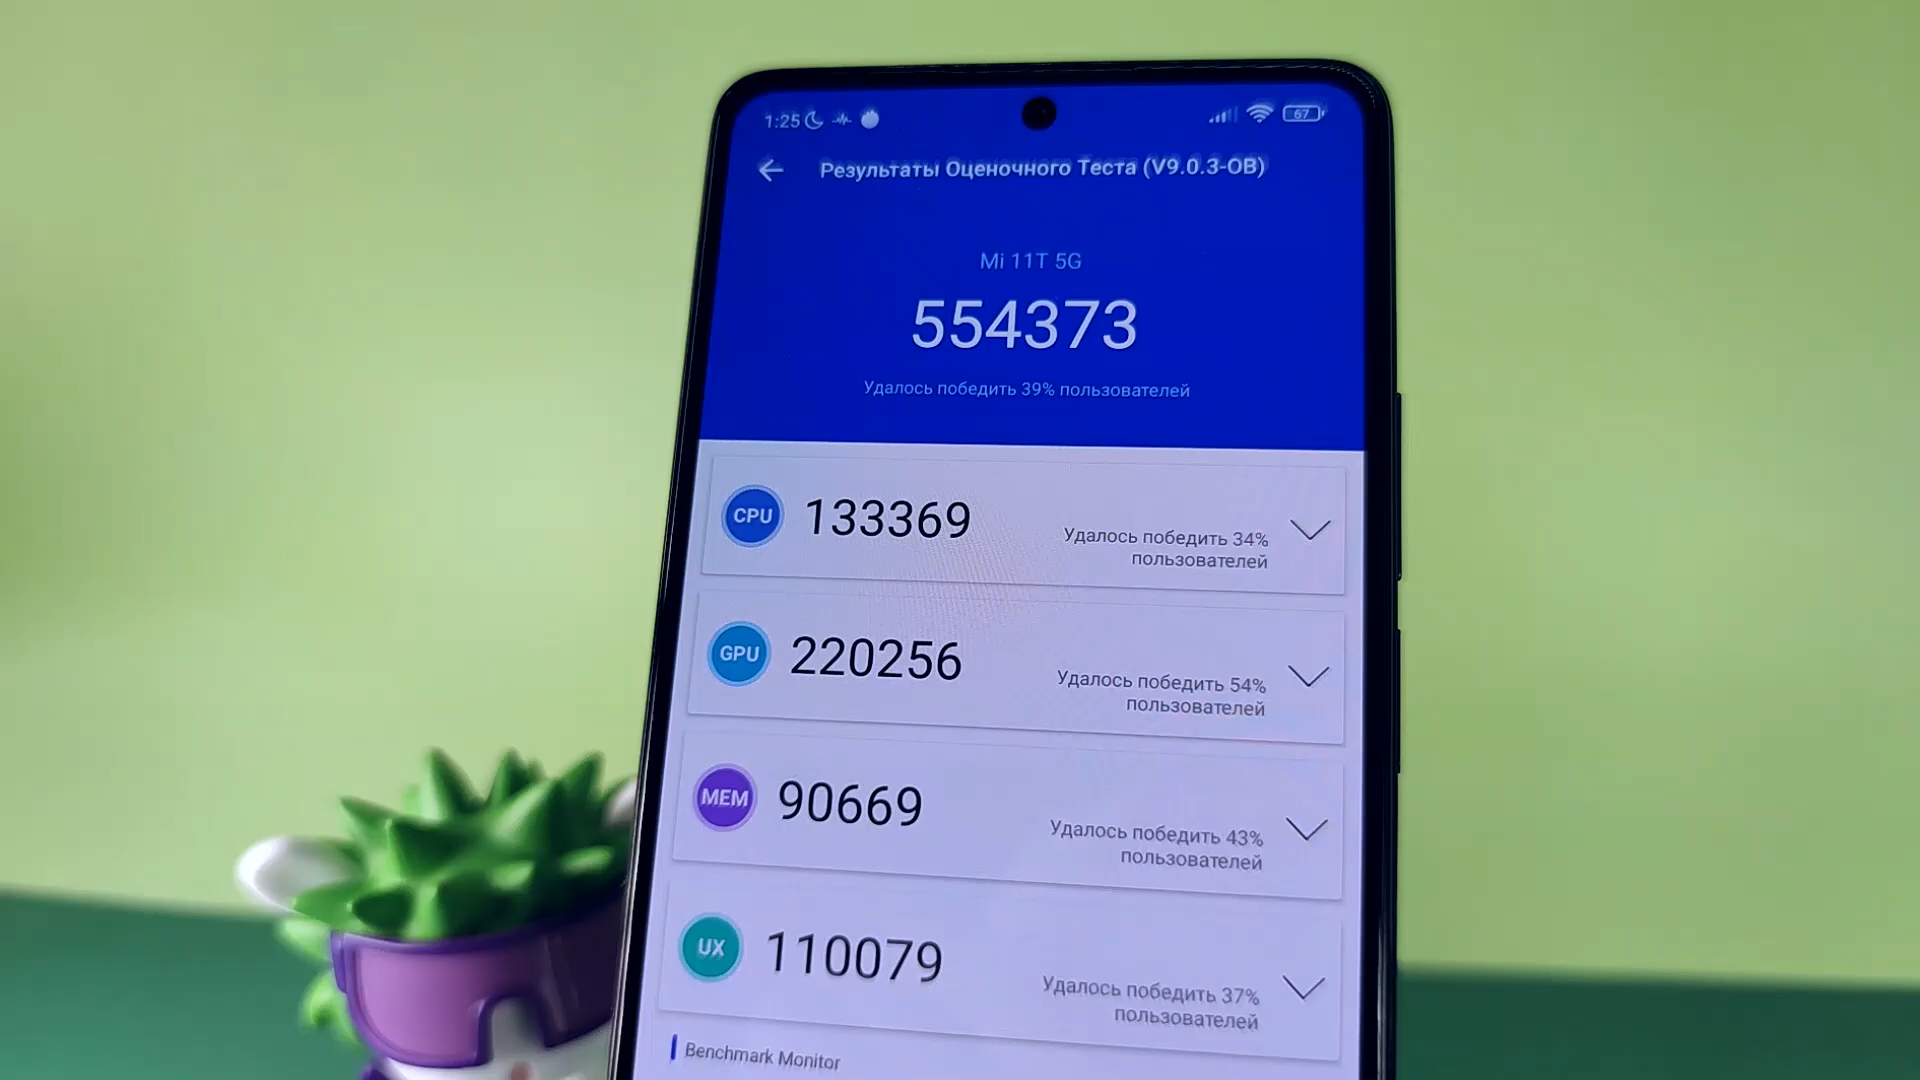 1:25
67
Результаты Оценочного Теста (V9.0.3-OB)
Mi 11T 5G
554373
Удалось победить 39% пользователей
CPU
133369
Удалось победить 34%
пользователей
GPU
220256
Удалось победить 54%
пользователей
MEM
90669
Удалось победить 43%
пользователей
UX
110079
Удалось победить 37%
пользователей
Benchmark Monitor